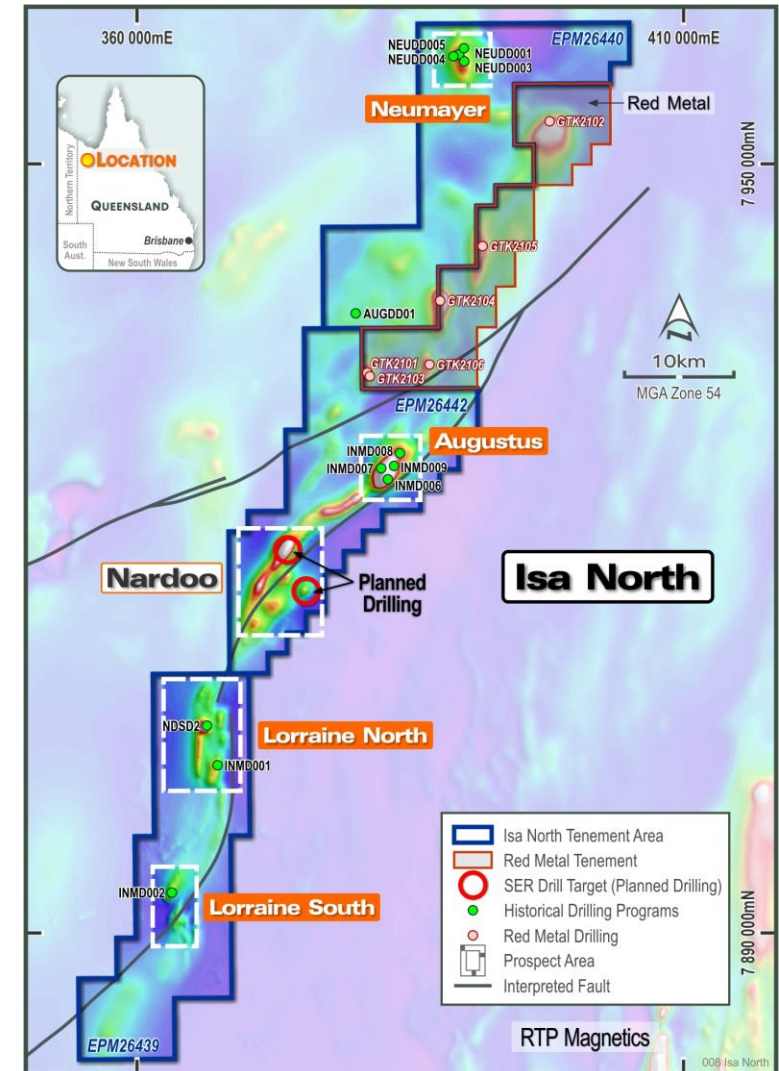 360 000mE
410 000mE
EPM26440
NEUDD005
NEUDD001
NEUDD004
NEUDD003
Neumayer
Red Metal
GTK2102
7 950 000mN
LOCATION
Northern Territory
QUEENSLAND
Brisbane
South
Aust.
New South Wales
GTK2105
GTK2104
AUGDD01
GTK2101
GTK2106
GTK2103
N
10km
MGA Zone 54
EPM26442
Augustus
INMD008
INMD007
INMD009
INMD006
Nardoo
Planned
Drilling
Isa North
NDSD2
Lorraine North
INMD001
INMD002
Lorraine South
Isa North Tenement Area
Red Metal Tenement
SER Drill Target (Planned Drilling)
Historical Drilling Programs
Red Metal Drilling
Prospect Area
Interpreted Fault
7 890 000mN
RTP Magnetics
EPM26439
008 Isa North